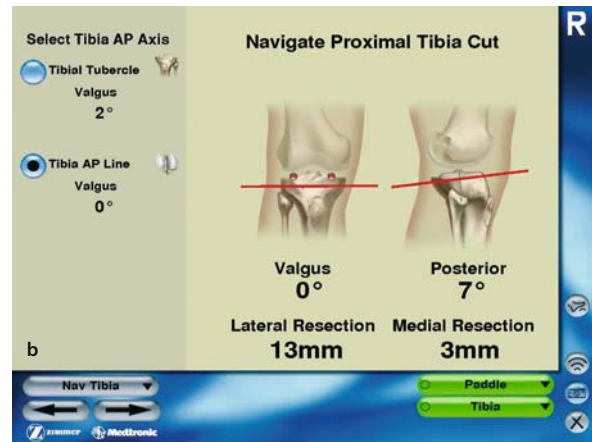 R
Select Tibia AP Axis
Tibial Tubercle
Valgus
2°
Tibia AP Line
Valgus
0°
b
Navigate Proximal Tibia Cut
Valgus
0°
Posterior
7°
Lateral Resection
13mm
Medial Resection
3mm
Nav Tibia
Paddle
Tibia
zimmer
Medtronic